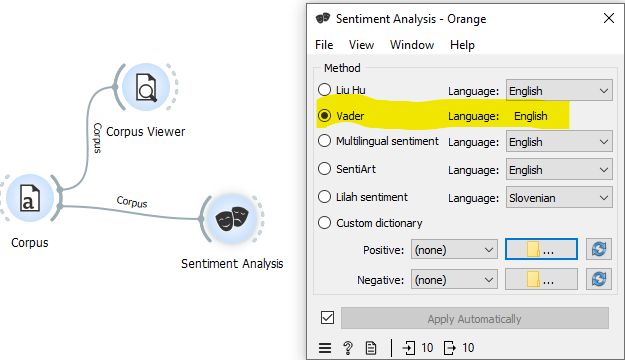 Sentiment Analysis - Orange
File View Window Help
Method
Liu Hu Language: English
Vader Language: English
Multilingual sentiment Language: English
SentiArt Language: English
Lilah sentiment Language: Slovenian
Custom dictionary
Positive: (none) ...
Negative: (none) ...
Apply Automatically
? 10 10
Corpus Viewer
Corpus
a
Corpus
Corpus
Sentiment Analysis